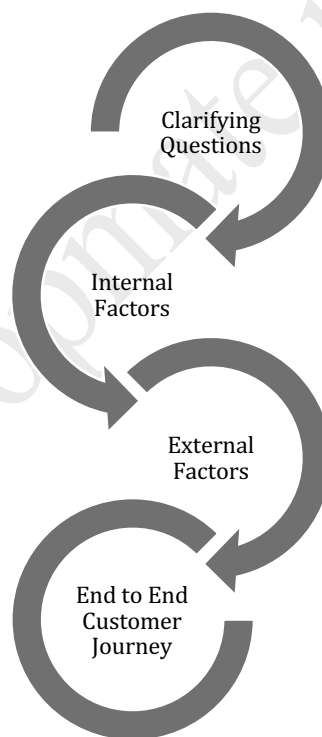 Clarifying
Questions
Internal
Factors
External
Factors
End to End
Customer
Journey